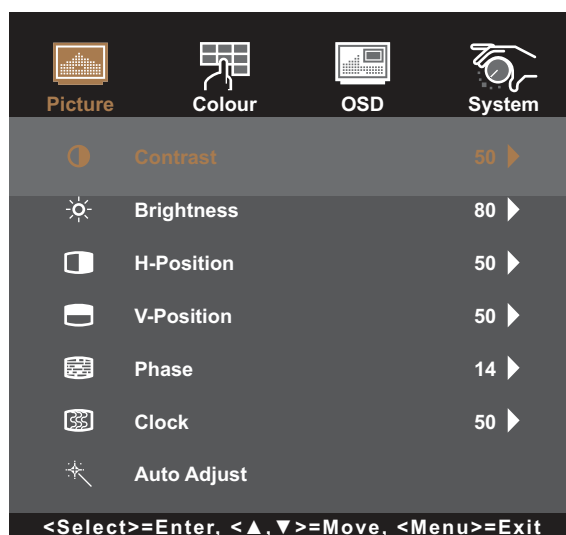 Picture Colour OSD System
Contrast 50
Brightness 80
H-Position 50
V-Position 50
Phase 14
Clock 50
Auto Adjust
<Select>=Enter, <▲,▼>=Move, <Menu>=Exit